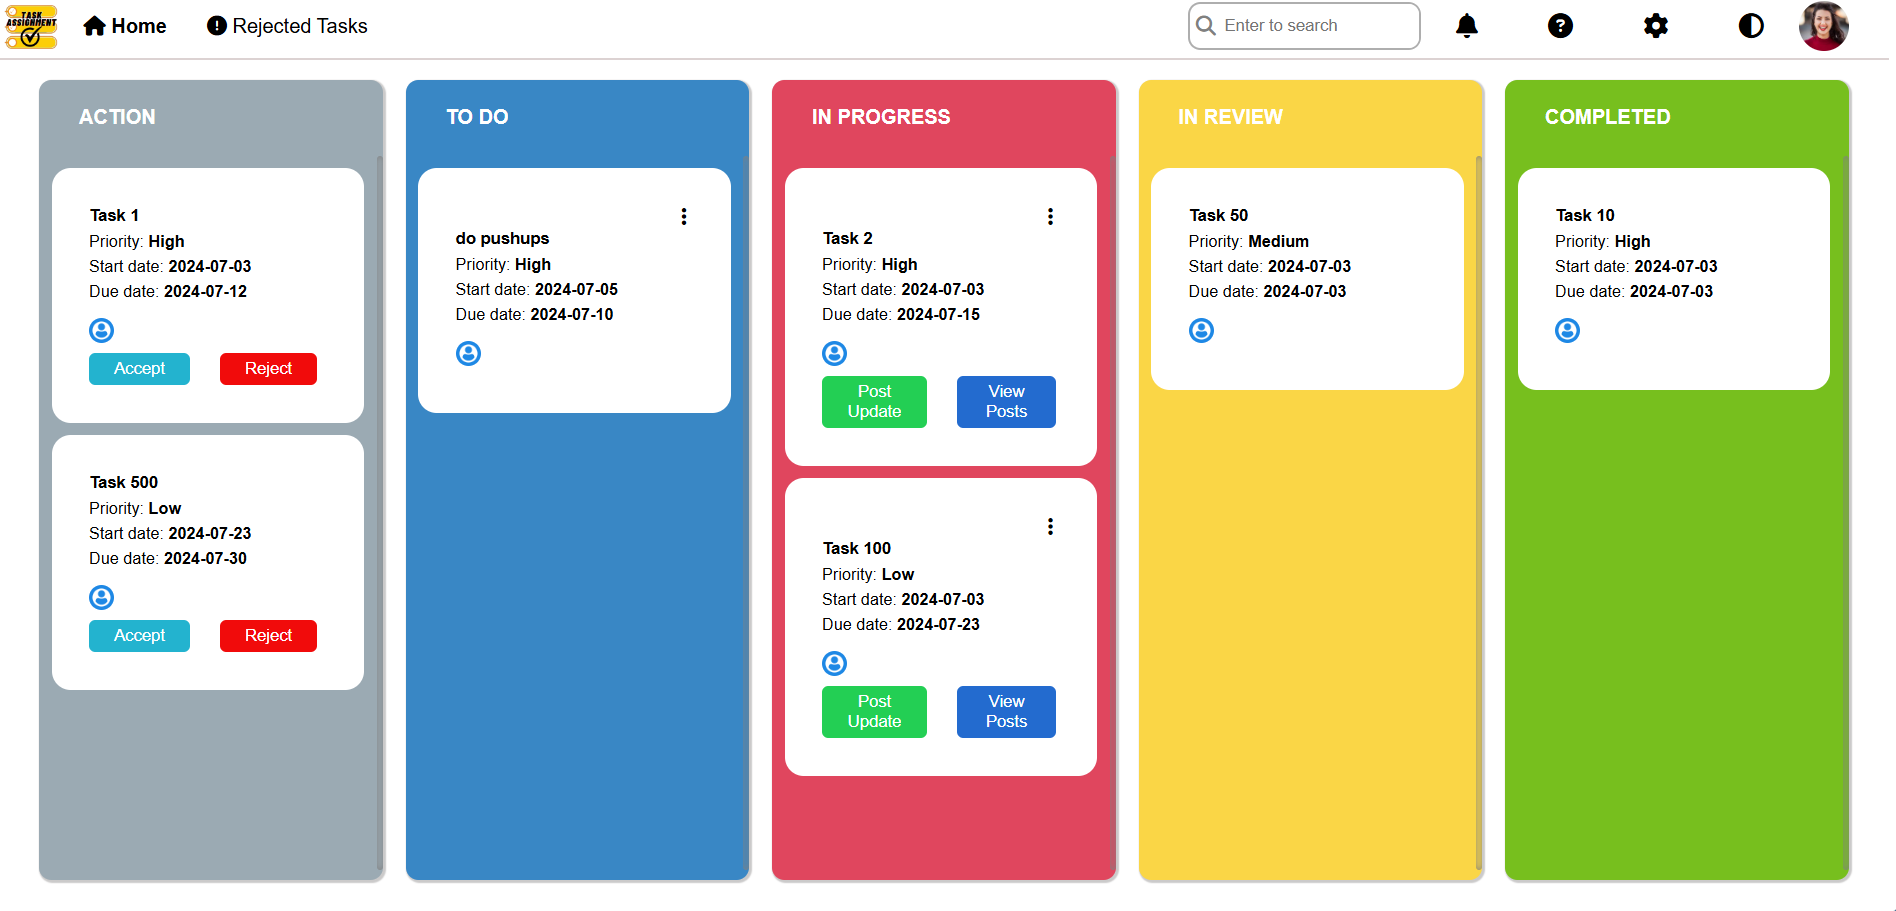 TASK
ASSIGNMENT
Home
Rejected Tasks
Enter to search
ACTION
Task 1
Priority: High
Start date: 2024-07-03
Due date: 2024-07-12
Accept
Reject
Task 500
Priority: Low
Start date: 2024-07-23
Due date: 2024-07-30
Accept
Reject
TO DO
do pushups
Priority: High
Start date: 2024-07-05
Due date: 2024-07-10
IN PROGRESS
Task 2
Priority: High
Start date: 2024-07-03
Due date: 2024-07-15
Post
Update
View
Posts
Task 100
Priority: Low
Start date: 2024-07-03
Due date: 2024-07-23
Post
Update
View
Posts
IN REVIEW
Task 50
Priority: Medium
Start date: 2024-07-03
Due date: 2024-07-03
COMPLETED
Task 10
Priority: High
Start date: 2024-07-03
Due date: 2024-07-03